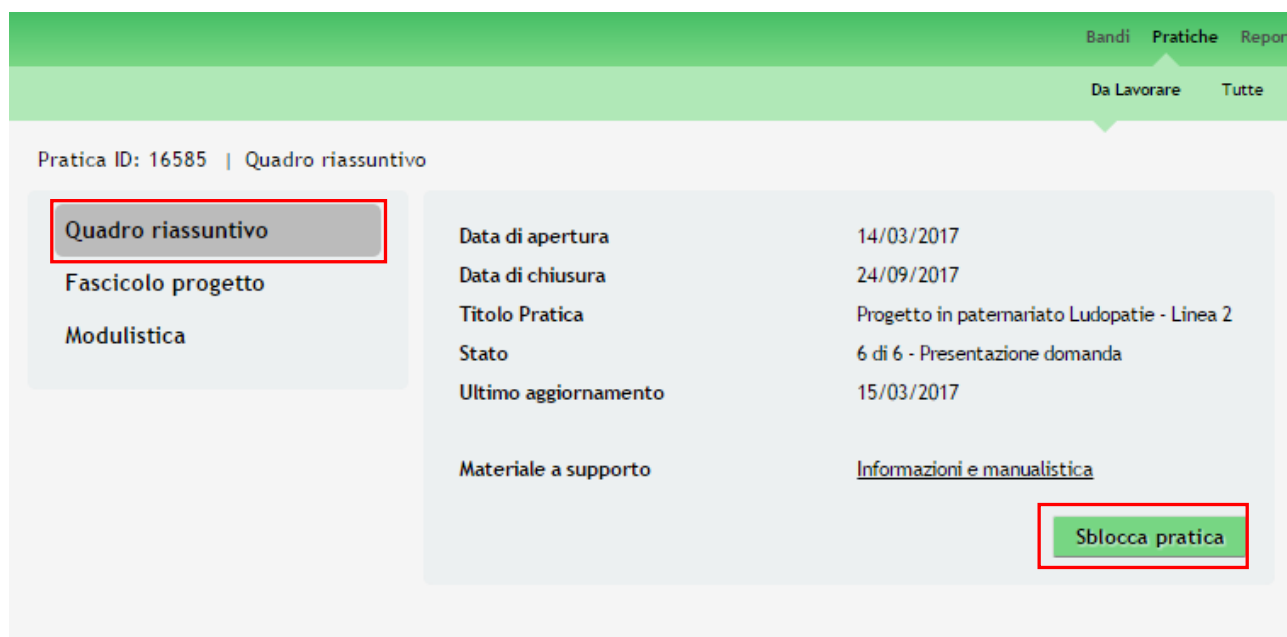 Bandi Pratiche Repor
Da Lavorare Tutte
Pratica ID: 16585 | Quadro riassuntivo
Quadro riassuntivo
Fascicolo progetto
Modulistica
Data di apertura 14/03/2017
Data di chiusura 24/09/2017
Titolo Pratica Progetto in paternariato Ludopatie - Linea 2
Stato 6 di 6 - Presentazione domanda
Ultimo aggiornamento 15/03/2017
Materiale a supporto Informazioni e manualistica
Sblocca pratica